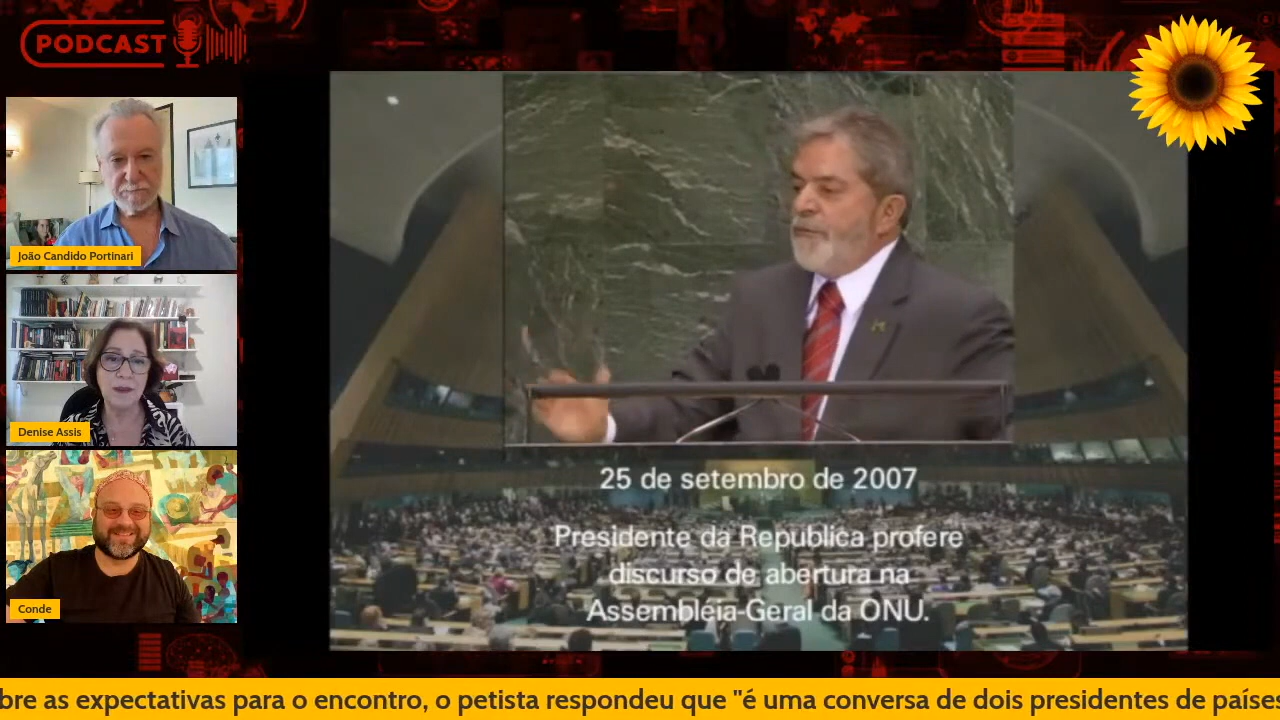 PODCAST
João Candido Portinari
Denise Assis
Conde
25 de setembro de 2007
Presidente da Republica profere
discurso de abertura na
Assembléia-Geral da ONU.
bre as expectativas para o encontro, o petista respondeu que "é uma conversa de dois presidentes de países